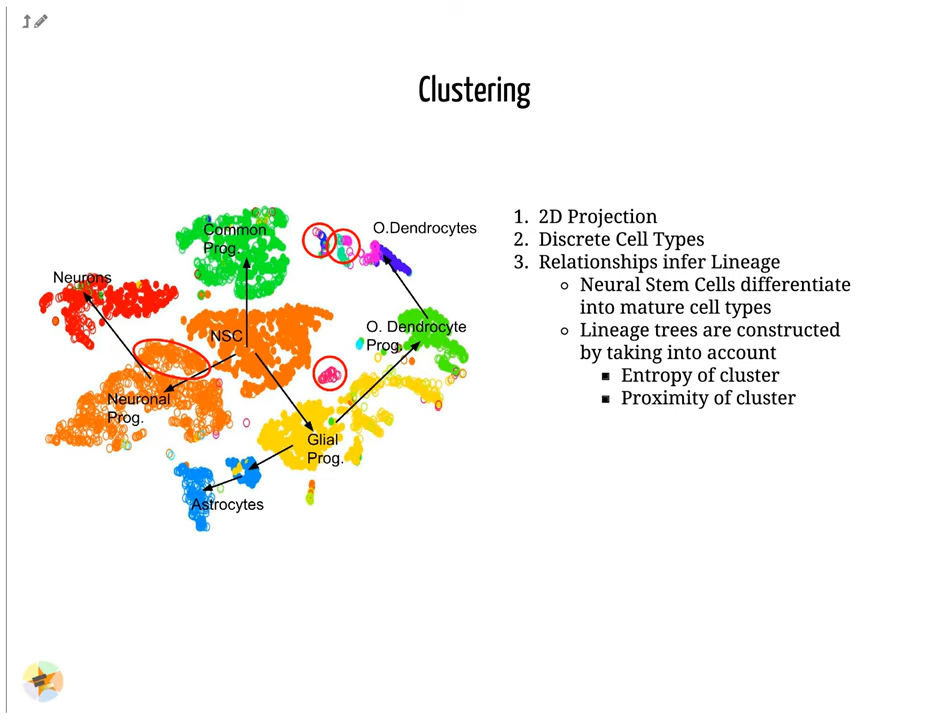 Clustering
Common
Prog.
O.Dendrocytes
Neurons
NSC
O. Dendrocyte
Prog.
Neuronal
Prog.
Glial
Prog.
Astrocytes
1. 2D Projection
2. Discrete Cell Types
3. Relationships infer Lineage
Neural Stem Cells differentiate
into mature cell types
Lineage trees are constructed
by taking into account
Entropy of cluster
Proximity of cluster